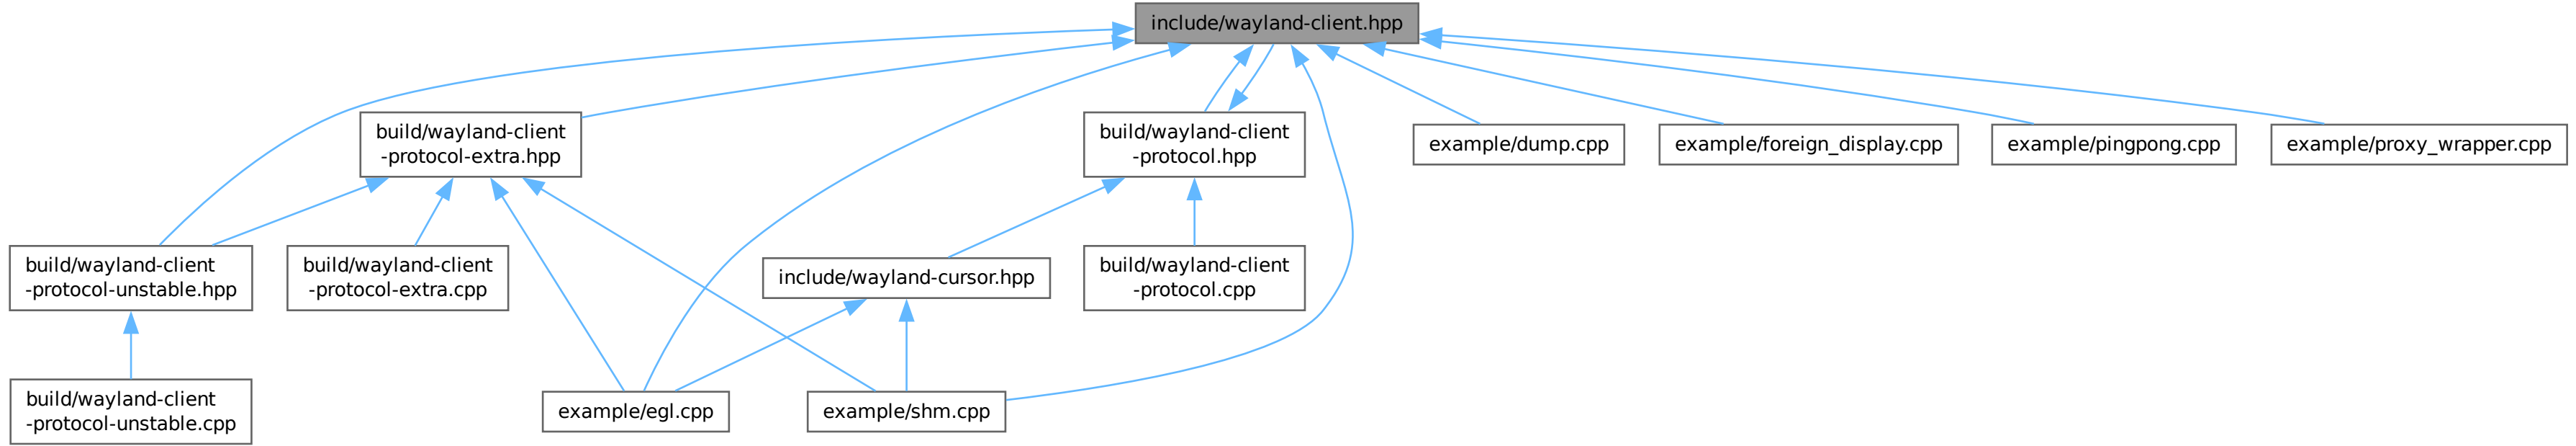 include/wayland-client.hpp
build/wayland-client
-protocol-extra.hpp
build/wayland-client
-protocol.hpp
example/dump.cpp
example/foreign_display.cpp
example/pingpong.cpp
example/proxy_wrapper.cpp
build/wayland-client
-protocol-unstable.hpp
build/wayland-client
-protocol-extra.cpp
include/wayland-cursor.hpp
build/wayland-client
-protocol.cpp
build/wayland-client
-protocol-unstable.cpp
example/egl.cpp
example/shm.cpp